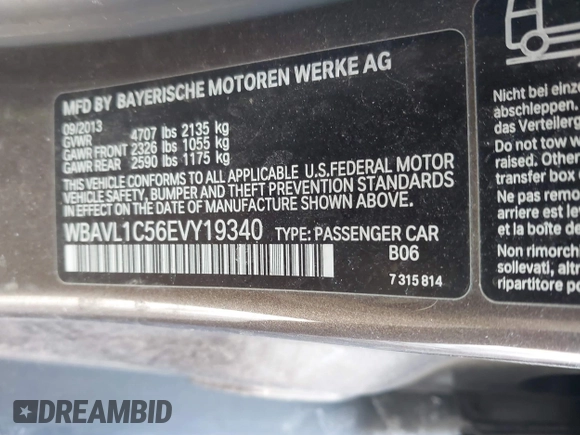 MFD BY BAYERISCHE MOTOREN WERKE AG
09/2013
GVWR 4707 lbs 2135 kg
GAWR FRONT 2326 lbs 1055 kg
GAWR REAR 2590 lbs 1175 kg
THIS VEHICLE CONFORMS TO ALL APPLICABLE U.S.FEDERAL MOTOR
VEHICLE SAFETY, BUMPER AND THEFT PREVENTION STANDARDS
IN EFFECT ON THE DATE OF MANUFACTURE SHOWN ABOVE.
WBAVL1C56EVY19340 TYPE: PASSENGER CAR
B06
7 315 814
Nicht bei einze
abschleppen.
das Verteilerg
Do not tow w
raised. Othe
transfer box
Ne pas remo
arriere est le
et la boîte d
Non rimorch
sollevati, alt
ripartitore p
DREAMBID